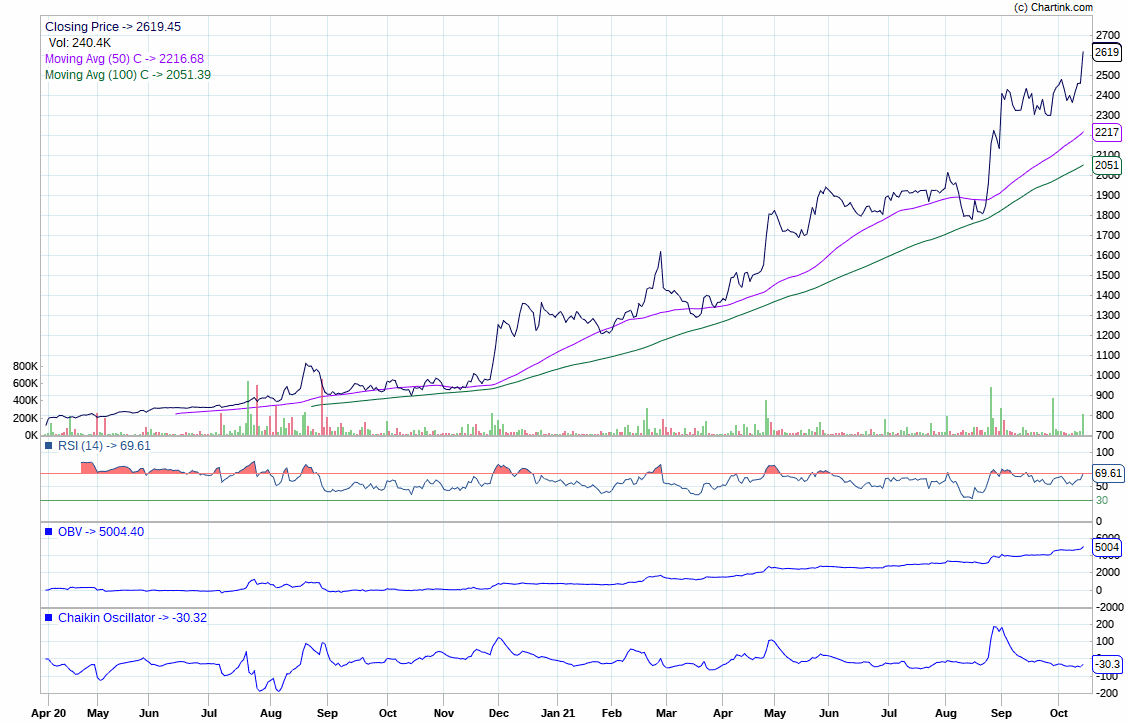 (c) Chartink.com
Closing Price -> 2619.45
Vol: 240.4K
Moving Avg (50) C -> 2216.68
Moving Avg (100) C -> 2051.39
2700
2619
2500
2400
2300
2217
2100
2051
2000
1900
1800
1700
1600
1500
1400
1300
1200
1100
1000
900
800
700
800K
600K
400K
200K
0K
RSI (14) -> 69.61
100
69.61
50
30
0
OBV -> 5004.40
6000
5004
4000
2000
0
-2000
Chaikin Oscillator -> -30.32
200
100
-30.3
-100
-200
Apr 20 May Jun Jul Aug Sep Oct Nov Dec Jan 21 Feb Mar Apr May Jun Jul Aug Sep Oct